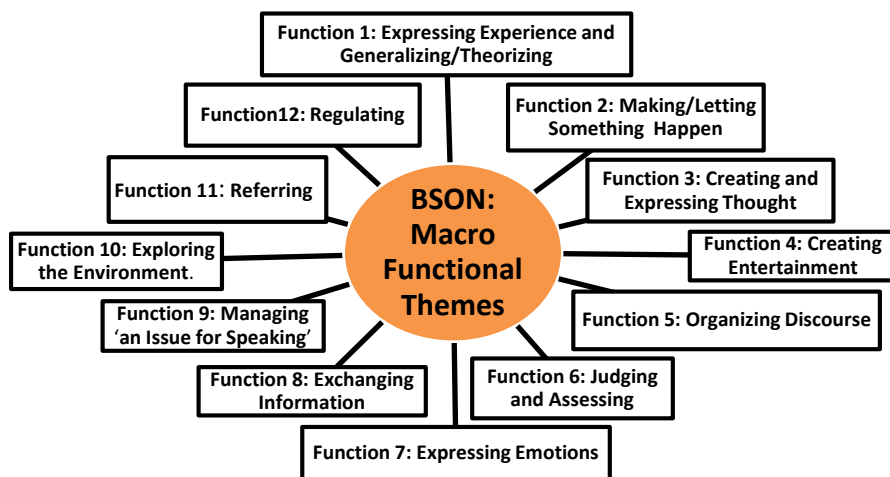 Function 1: Expressing Experience and
Generalizing/Theorizing
Function 2: Making/Letting
Something Happen
Function 3: Creating and
Expressing Thought
Function 4: Creating
Entertainment
Function 5: Organizing Discourse
Function 6: Judging
and Assessing
Function 7: Expressing Emotions
Function 8: Exchanging
Information
Function 9: Managing
‘an Issue for Speaking’
Function 10: Exploring
the Environment.
Function 11: Referring
Function12: Regulating
BSON:
Macro
Functional
Themes